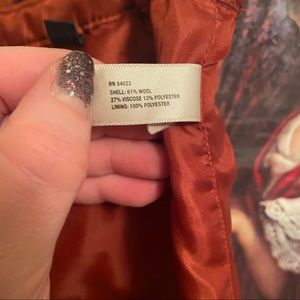 RN 54023
SHELL: 61% WOOL
27% VISCOSE 12% POLYESTER
LINING: 100% POLYESTER